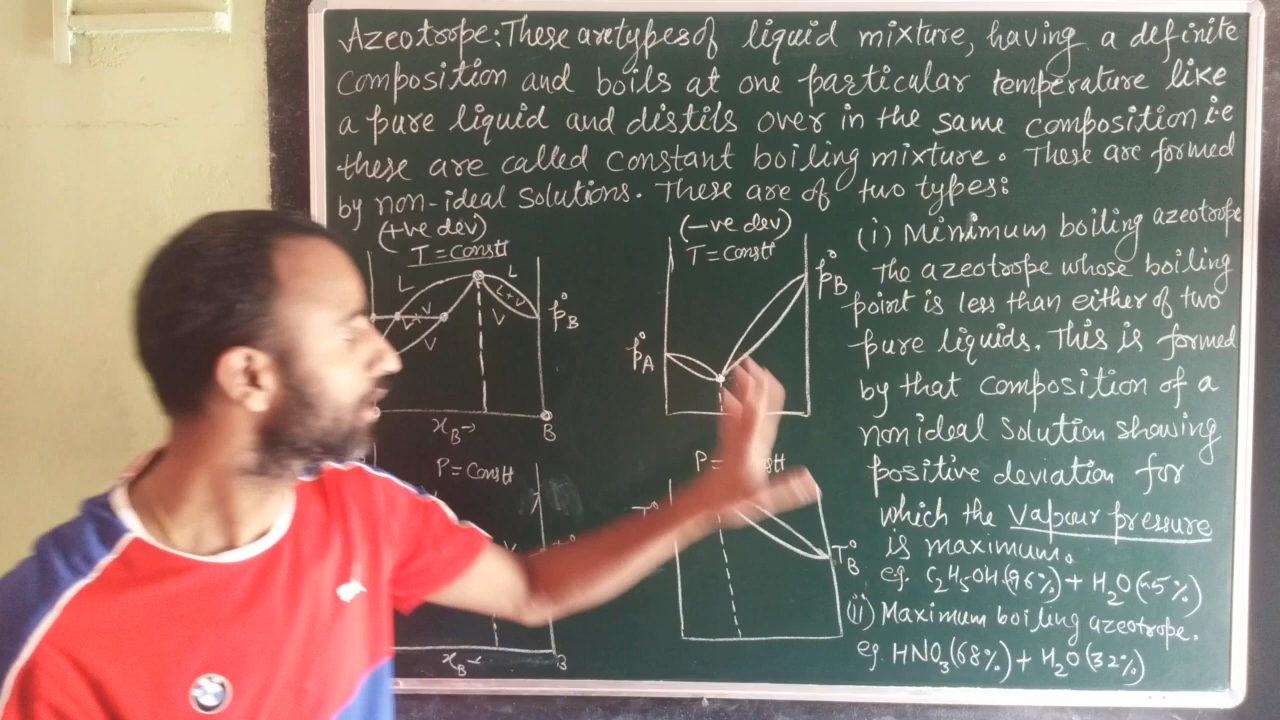 Azeotrope: These are types of liquid mixture, having a definite
composition and boils at one particular temperature like
a pure liquid and distils over in the same composition i.e
these are called constant boiling mixture. These are formed
by non-ideal solutions. These are of two types:
(+ve dev)
T = Constt
L
L
L+V
L+V
V
V
p°B
xB→
B
(-ve dev)
T = Constt
p°B
p°A
P = Constt
xB→
B
P =
T°B
(i) Minimum boiling azeotrope
The azeotrope whose boiling
point is less than either of two
pure liquids. This is formed
by that composition of a
non ideal solution showing
positive deviation for
which the vapour pressure
is maximum.
eg. C2H5OH(96%) + H2O(~5%)
(ii) Maximum boiling azeotrope.
eg. HNO3(68%) + H2O(32%)
BMW